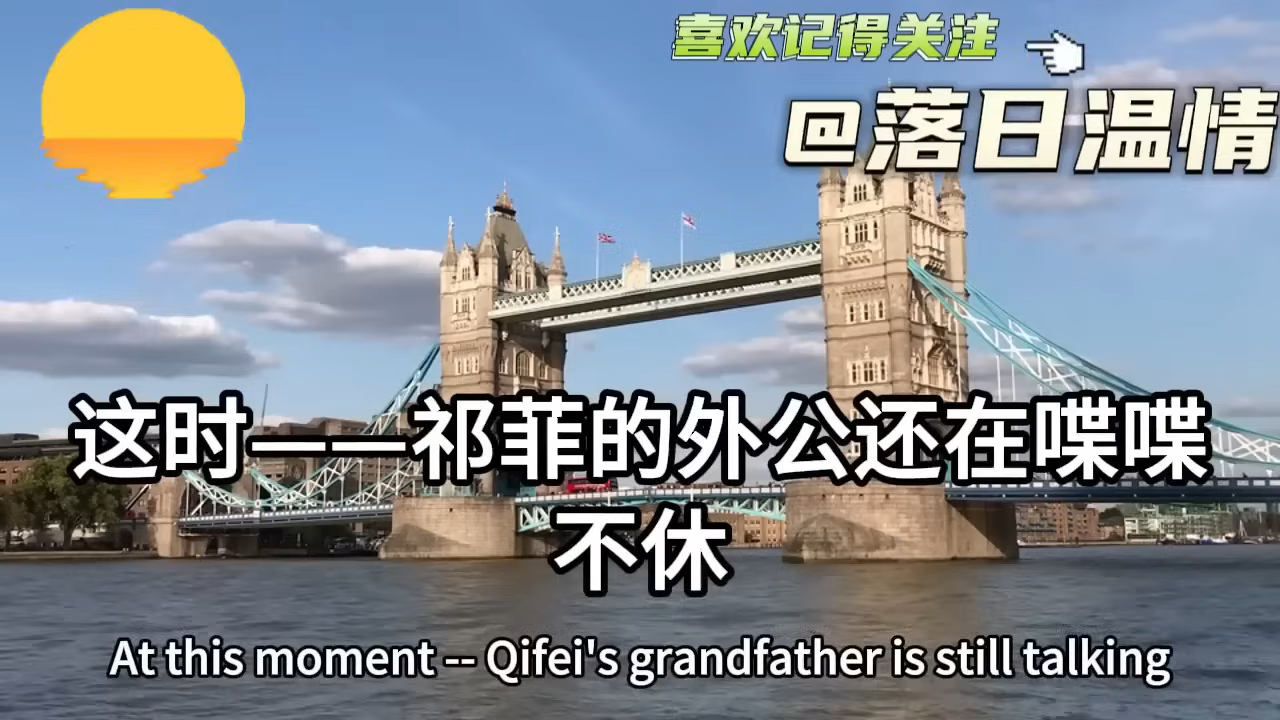 喜欢记得关注
@落日温情
这时——祁菲的外公还在喋喋
不休
At this moment -- Qifei's grandfather is still talking